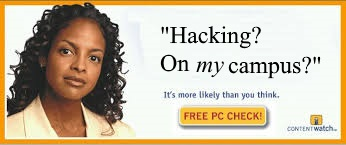 "Hacking?
On my campus?"
It's more likely than you think.
FREE PC CHECK!
CONTENTwatch